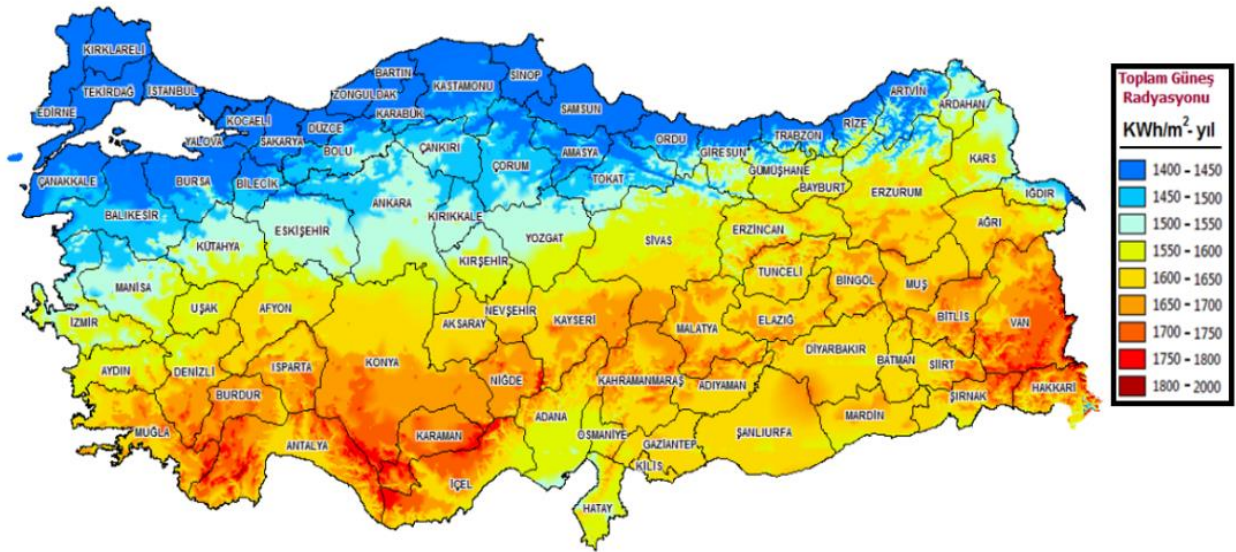 KIRKLARELİ
TEKİRDAĞ
İSTANBUL
EDİRNE
KOCAELİ
YALOVA
SAKARYA
DÜZCE
BOLU
ZONGULDAK
BARTIN
KARABÜK
KASTAMONU
SİNOP
SAMSUN
ÇANKIRI
ÇORUM
AMASYA
TOKAT
ORDU
GİRESUN
TRABZON
RİZE
ARTVİN
ARDAHAN
GÜMÜŞHANE
BAYBURT
ERZURUM
KARS
IĞDIR
AĞRI
ÇANAKKALE
BURSA
BİLECİK
BALIKEŞİR
KÜTAHYA
ESKİŞEHİR
ANKARA
KIRIKKALE
YOZGAT
KIRŞEHİR
SİVAS
ERZİNCAN
TUNCELİ
BİNGÖL
MUŞ
BİTLİS
VAN
MANİSA
İZMİR
UŞAK
AFYON
AKSARAY
NEVŞEHİR
KAYSERİ
MALATYA
ELAZIĞ
DİYARBAKIR
BATMAN
SİİRT
ŞIRNAK
HAKKARİ
AYDIN
DENİZLİ
ISPARTA
BURDUR
KONYA
NİĞDE
KAHRAMANMARAŞ
ADIYAMAN
MARDİN
MUĞLA
ANTALYA
KARAMAN
İÇEL
ADANA
OSMANİYE
GAZİANTEP
KİLİS
ŞANLIURFA
HATAY
Toplam Güneş
Radyasyonu
KWh/m²- yıl
1400 - 1450
1450 - 1500
1500 - 1550
1550 - 1600
1600 - 1650
1650 - 1700
1700 - 1750
1750 - 1800
1800 - 2000